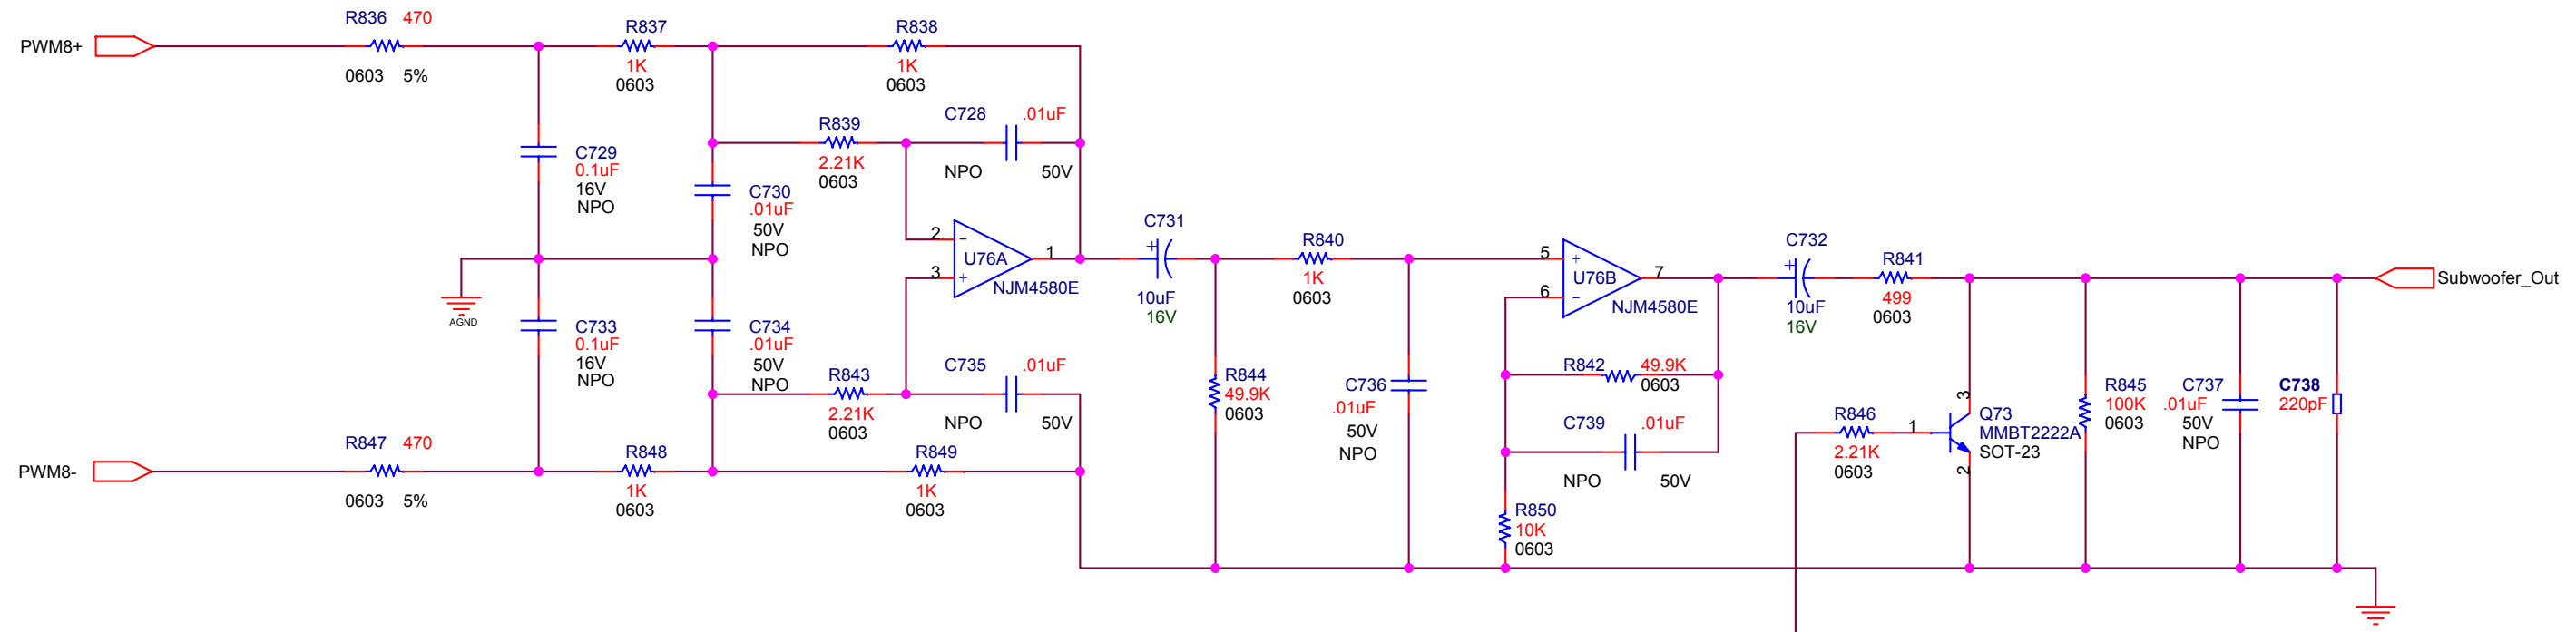 PWM8+
R836 470
0603 5%
R837
1K
0603
R838
1K
0603
C729
0.1uF
16V
NPO
C730
.01uF
50V
NPO
R839
2.21K
0603
C728 .01uF
NPO 50V
2
3
1
U76A
NJM4580E
AGND
C733
0.1uF
16V
NPO
C734
.01uF
50V
NPO
R843
2.21K
0603
C735 .01uF
NPO 50V
PWM8-
R847 470
0603 5%
R848
1K
0603
R849
1K
0603
C731
+
10uF
16V
R844
49.9K
0603
R840
1K
0603
C736
.01uF
50V
NPO
5
6
7
+
-
U76B
NJM4580E
R842 49.9K
0603
C739 .01uF
NPO 50V
R850
10K
0603
C732
+
10uF
16V
R841
499
0603
R846
2.21K
0603
1
3
2
Q73
MMBT2222A
SOT-23
R845
100K
0603
C737
.01uF
50V
NPO
C738
220pF
Subwoofer_Out